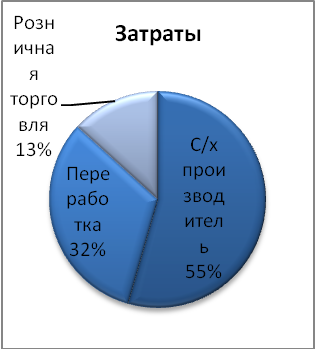 Затраты
Розн
ична
я
торго
вля
13%
С/х
прои
звод
ител
ь
55%
Пере
рабо
тка
32%